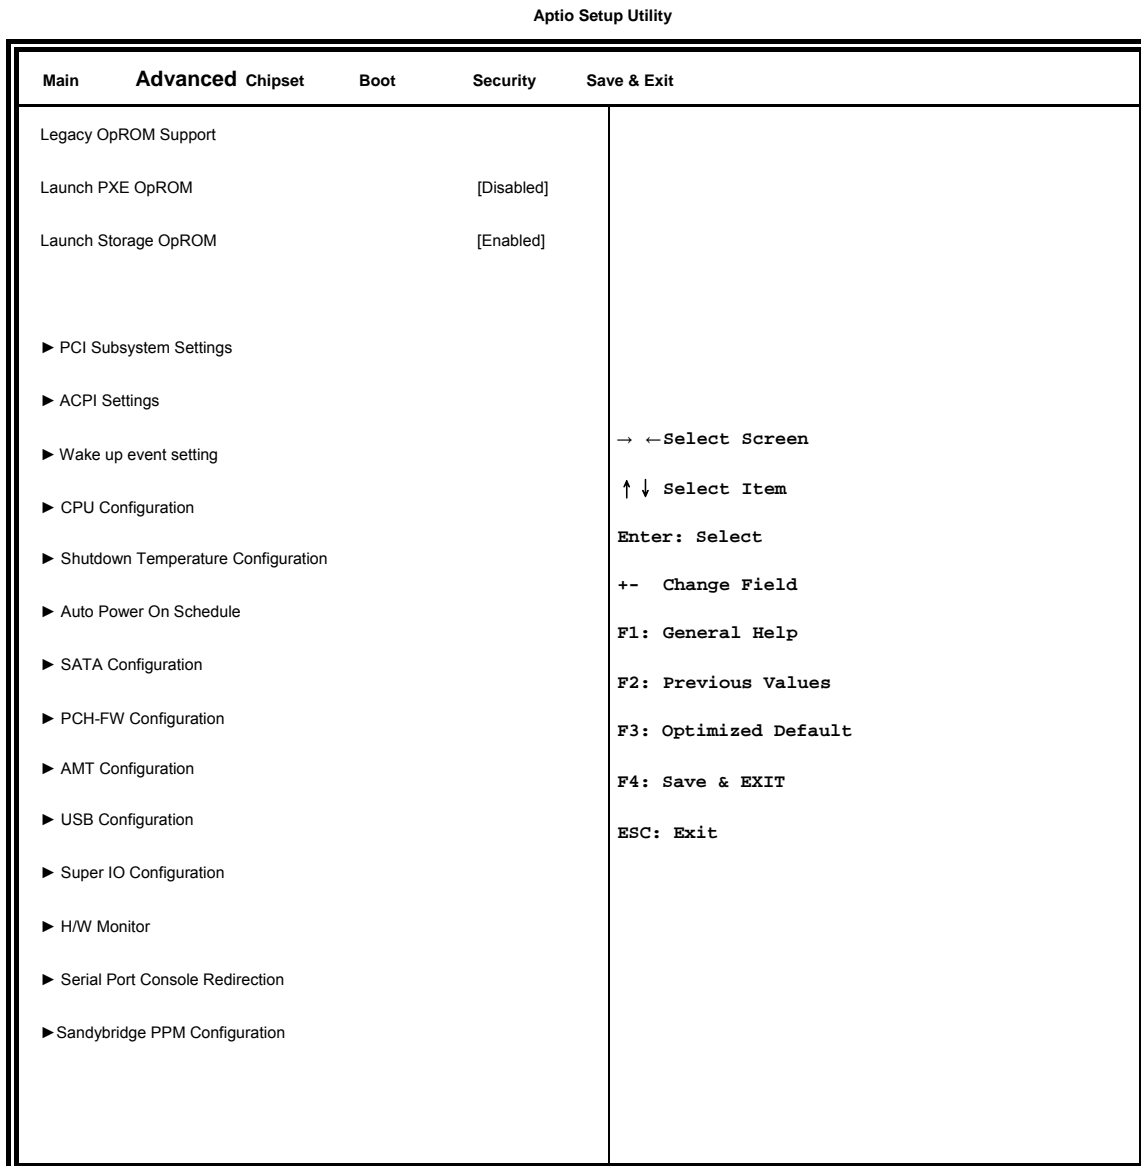 Aptio Setup Utility
Main Advanced Chipset Boot Security Save & Exit
Legacy OpROM Support
Launch PXE OpROM [Disabled]
Launch Storage OpROM [Enabled]
► PCI Subsystem Settings
► ACPI Settings
► Wake up event setting
► CPU Configuration
► Shutdown Temperature Configuration
► Auto Power On Schedule
► SATA Configuration
► PCH-FW Configuration
► AMT Configuration
► USB Configuration
► Super IO Configuration
► H/W Monitor
► Serial Port Console Redirection
►Sandybridge PPM Configuration
→ ←Select Screen
↑↓ Select Item
Enter: Select
+- Change Field
F1: General Help
F2: Previous Values
F3: Optimized Default
F4: Save & EXIT
ESC: Exit